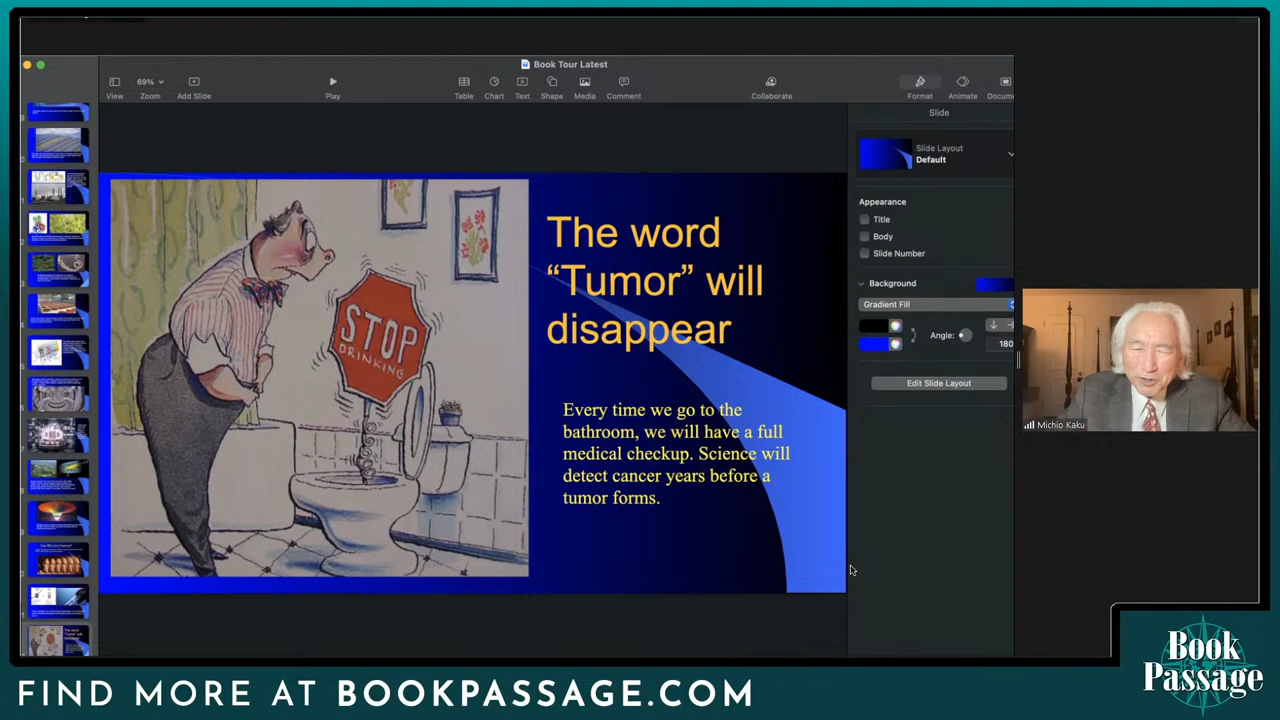 Book Tour Latest
69%
View
Zoom
Add Slide
Play
Table
Chart
Text
Shape
Media
Comment
Collaborate
Format
Animate
Docum
Slide
Slide Layout
Default
Appearance
Title
Body
Slide Number
Background
Gradient Fill
Angle:
180
Edit Slide Layout
The word
“Tumor” will
disappear
Every time we go to the
bathroom, we will have a full
medical checkup. Science will
detect cancer years before a
tumor forms.
STOP
DRINKING
Michio Kaku
FIND MORE AT BOOKPASSAGE.COM
Book
Passage